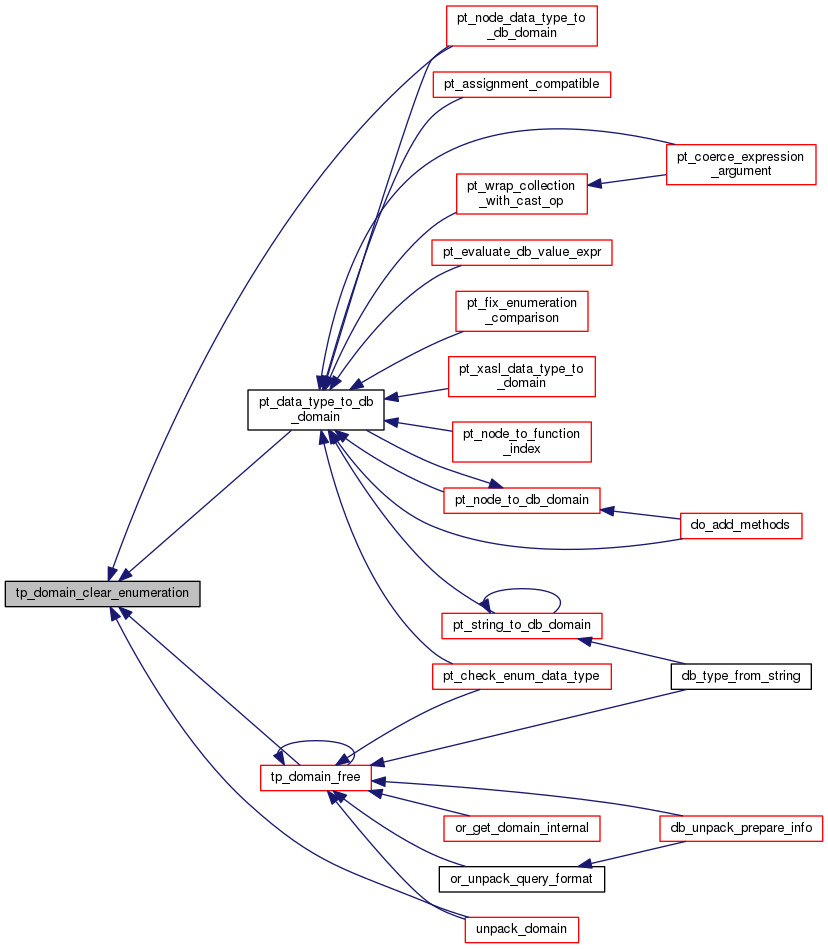 pt_node_data_type_to
_db_domain
pt_assignment_compatible
pt_coerce_expression
_argument
pt_wrap_collection
_with_cast_op
pt_evaluate_db_value_expr
pt_fix_enumeration
_comparison
pt_xasl_data_type_to
_domain
pt_data_type_to_db
_domain
pt_node_to_function
_index
pt_node_to_db_domain
do_add_methods
tp_domain_clear_enumeration
pt_string_to_db_domain
pt_check_enum_data_type
db_type_from_string
tp_domain_free
or_get_domain_internal
db_unpack_prepare_info
or_unpack_query_format
unpack_domain